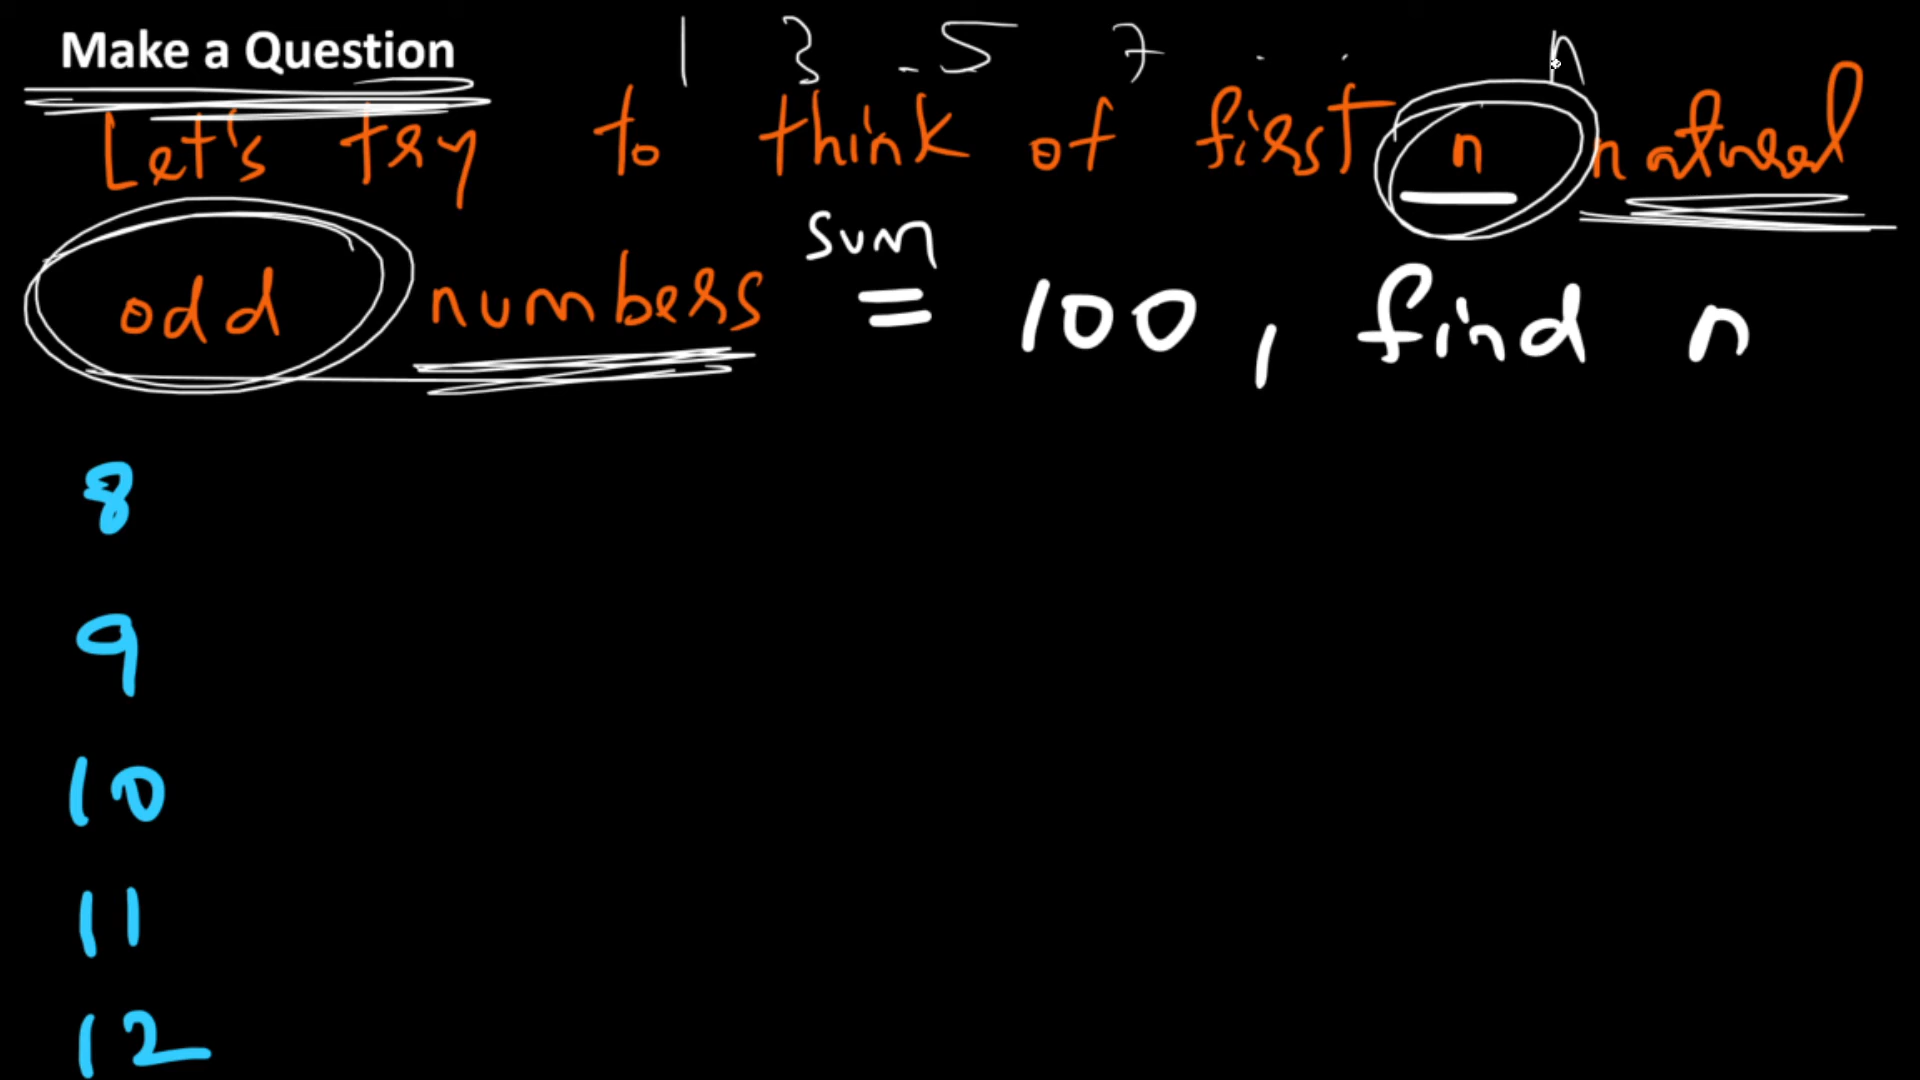 Make a Question
1 3 5 7 . . n
Let's try to think of first n natural
odd numbers sum = 100, find n
8
9
10
11
12